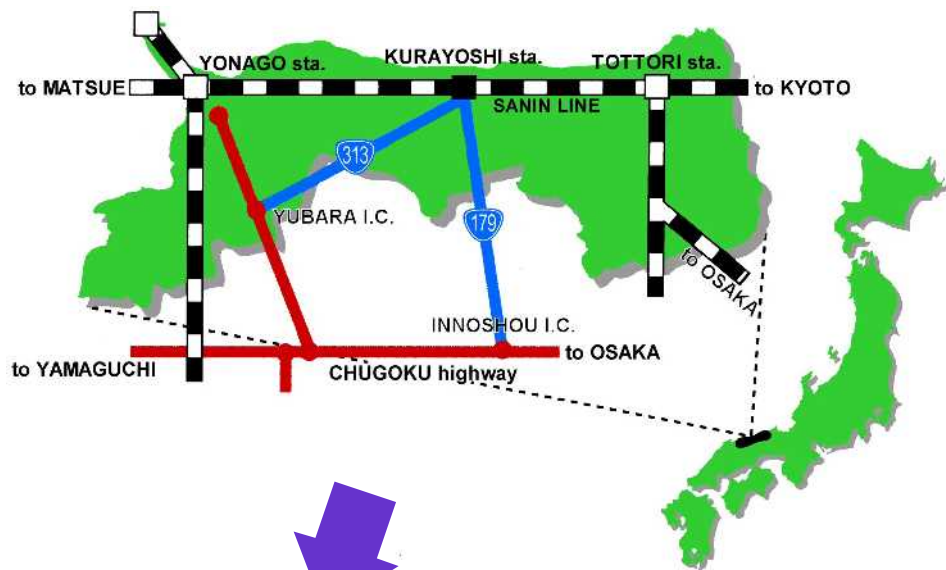 YONAGO sta.
KURAYOSHI sta.
TOTTORI sta.
to MATSUE
SANIN LINE
to KYOTO
313
YUBARA I.C.
179
to OSAKA
INNOSHOU I.C.
to YAMAGUCHI
CHUGOKU highway
to OSAKA